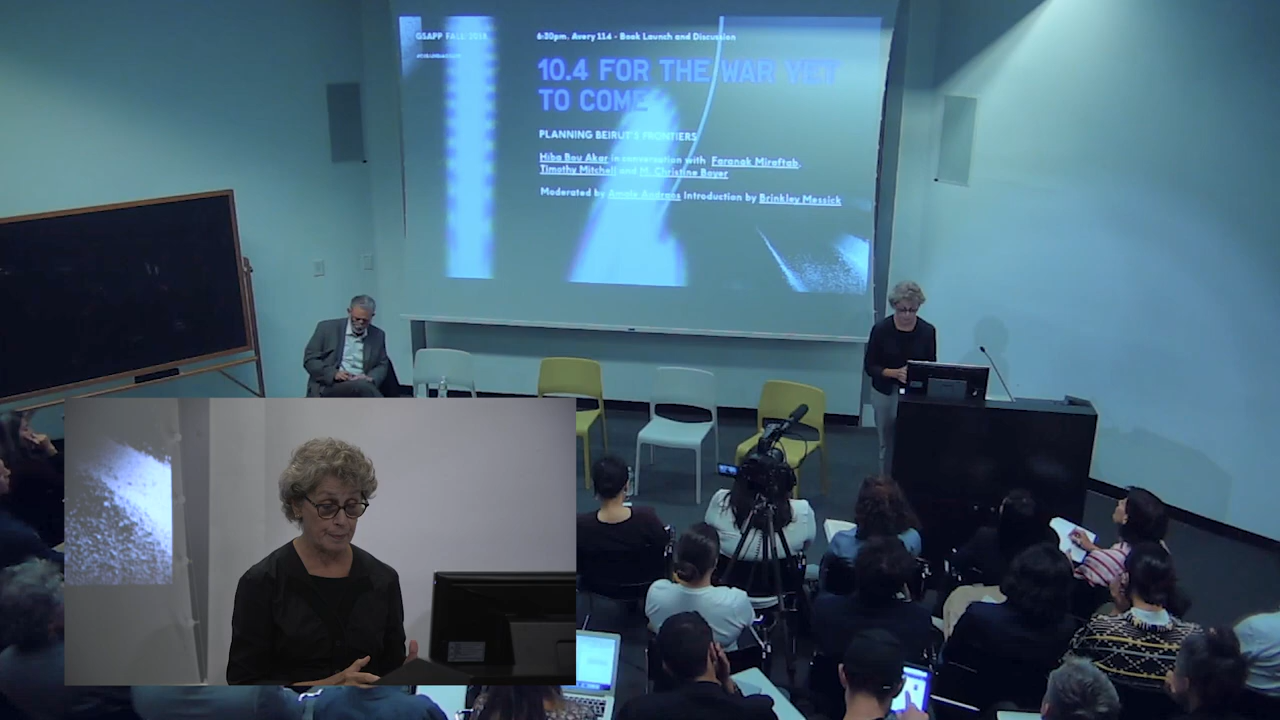 GSAPP FALL 2018
6:30pm, Avery 114 - Book Launch and Discussion
10.4 FOR THE WAR YET
TO COME
PLANNING BEIRUT'S FRONTIERS
Hiba Bou Akar in conversation with Faranak Miraftab,
Timothy Mitchell and M. Christine Boyer
Moderated by Amale Andraos Introduction by Brinkley Messick